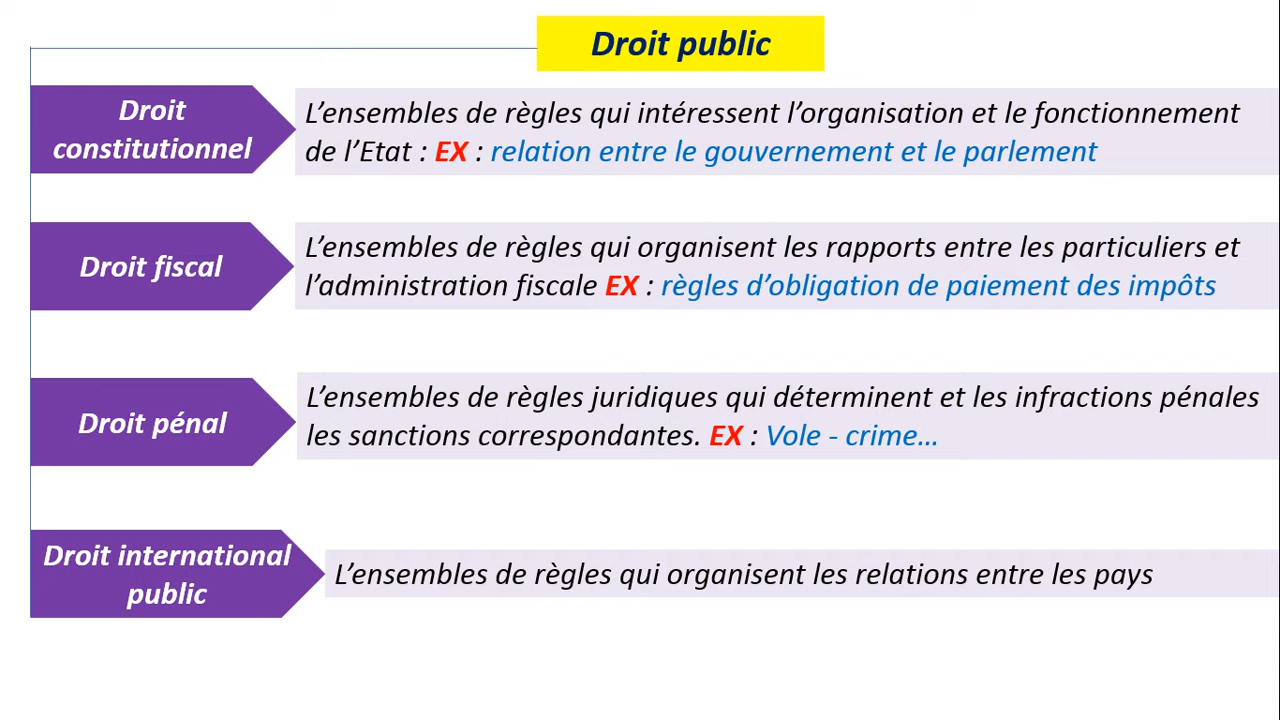 Droit public
Droit
constitutionnel
L’ensembles de règles qui intéressent l’organisation et le fonctionnement
de l’Etat : EX : relation entre le gouvernement et le parlement
Droit fiscal
L’ensembles de règles qui organisent les rapports entre les particuliers et
l’administration fiscale EX : règles d’obligation de paiement des impôts
Droit pénal
L’ensembles de règles juridiques qui déterminent et les infractions pénales
les sanctions correspondantes. EX : Vole - crime…
Droit international
public
L’ensembles de règles qui organisent les relations entre les pays